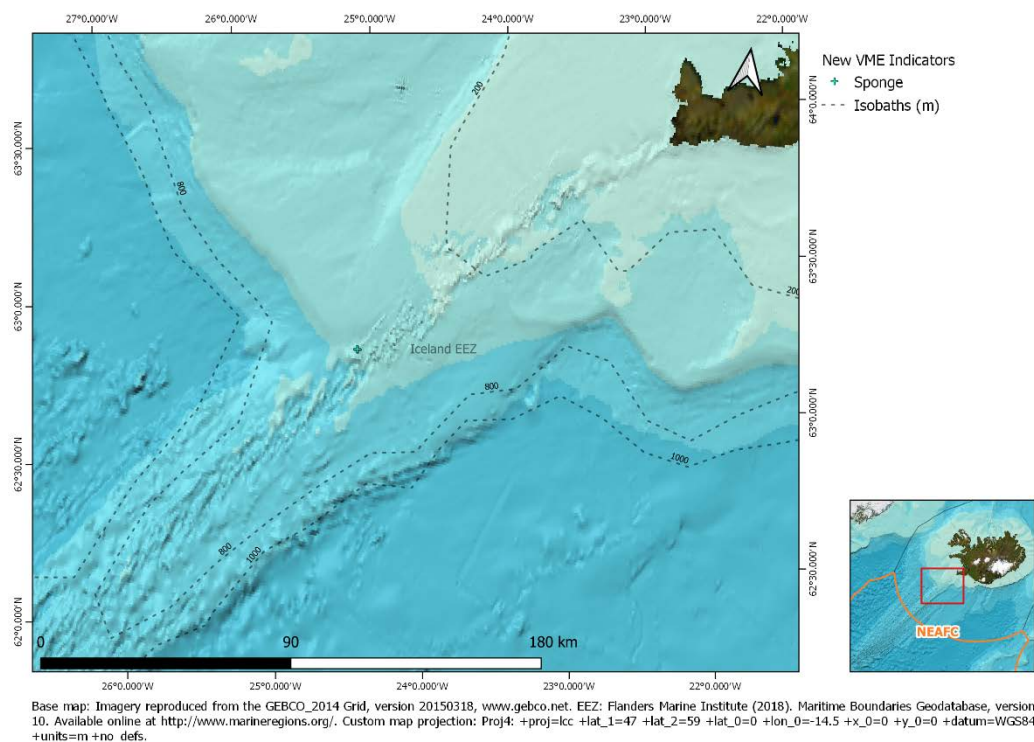 27°0.000'W 26°0.000'W 25°0.000'W 24°0.000'W 23°0.000'W 22°0.000'W
New VME Indicators
Sponge
Isobaths (m)
200
64°0.000'N
63°30.000'N
800
63°30.000'N
200
63°0.000'N
Iceland EEZ
800
63°0.000'N
1000
62°30.000'N
800
1000
62°30.000'N
62°0.000'N
0 90 180 km
NEAFC
26°0.000'W 25°0.000'W 24°0.000'W 23°0.000'W 22°0.000'W
Base map: Imagery reproduced from the GEBCO_2014 Grid, version 20150318, www.gebco.net. EEZ: Flanders Marine Institute (2018). Maritime Boundaries Geodatabase, version
10. Available online at http://www.marineregions.org/. Custom map projection: Proj4: +proj=lcc +lat_1=47 +lat_2=59 +lat_0=0 +lon_0=-14.5 +x_0=0 +y_0=0 +datum=WGS84
+units=m +no_defs.